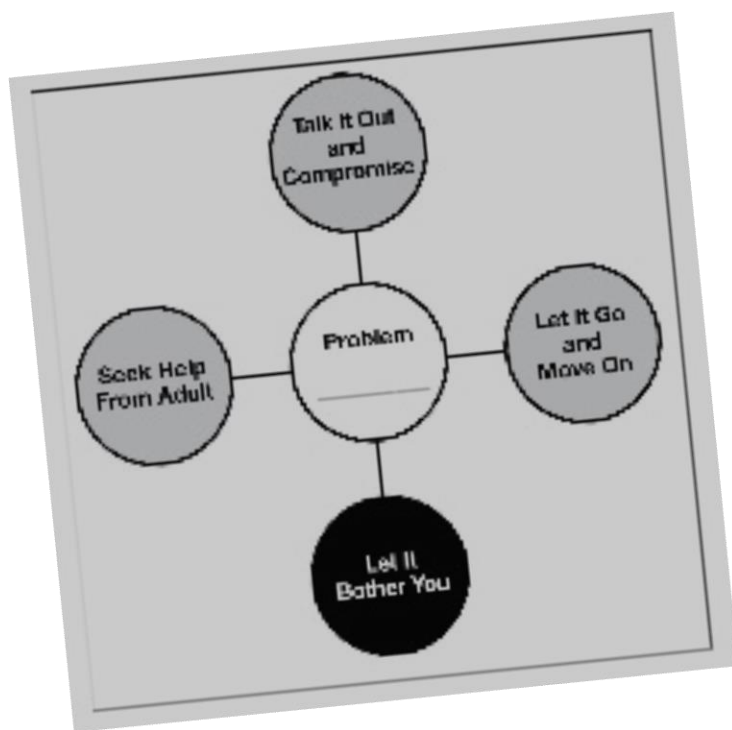 Talk It Out
and
Compromise
Problem
Let It Go
and
Move On
Seek Help
From Adult
Let It
Bother You